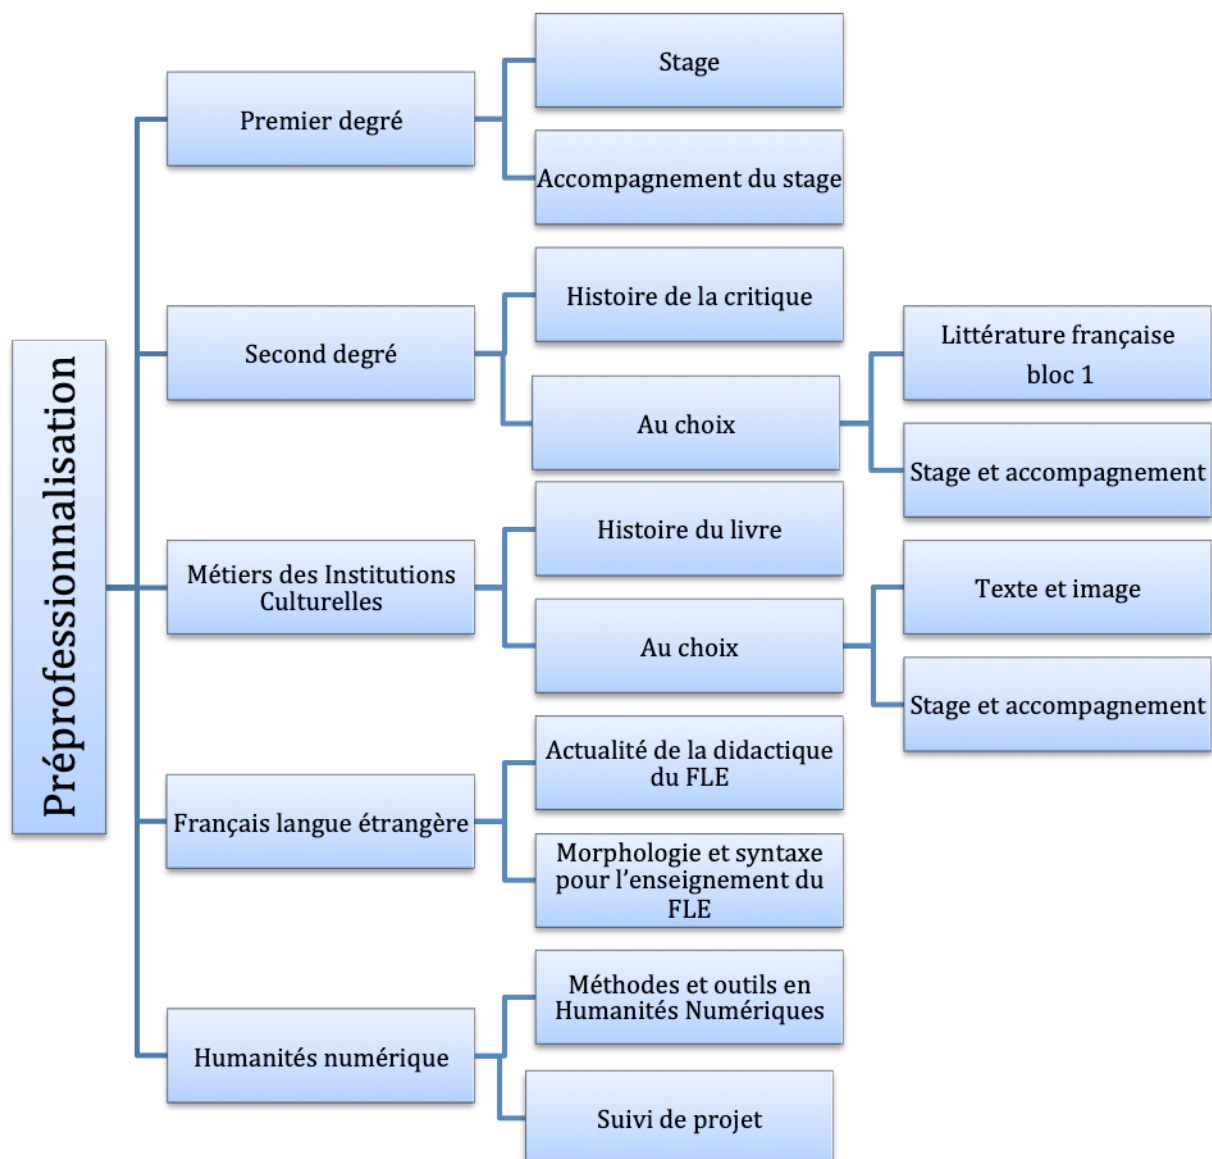 Préprofessionnalisation
Premier degré
Stage
Accompagnement du stage
Second degré
Histoire de la critique
Au choix
Littérature française
bloc 1
Stage et accompagnement
Métiers des Institutions
Culturelles
Histoire du livre
Au choix
Texte et image
Stage et accompagnement
Français langue étrangère
Actualité de la didactique
du FLE
Morphologie et syntaxe
pour l'enseignement du
FLE
Humanités numérique
Méthodes et outils en
Humanités Numériques
Suivi de projet